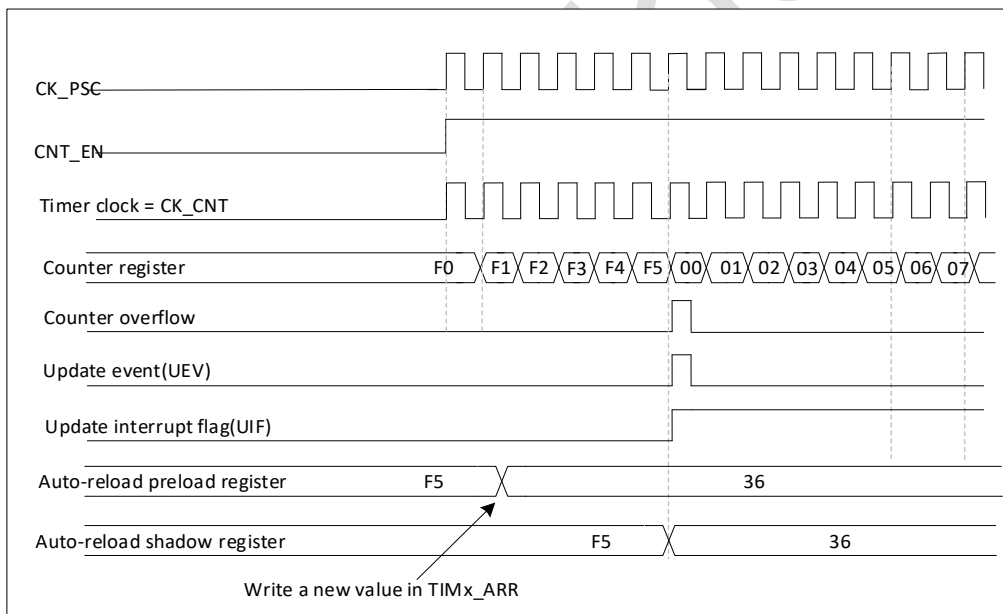 CK_PSC
CNT_EN
Timer clock = CK_CNT
Counter register F0 F1 F2 F3 F4 F5 00 01 02 03 04 05 06 07
Counter overflow
Update event(UEV)
Update interrupt flag(UIF)
Auto-reload preload register F5 36
Auto-reload shadow register F5 36
Write a new value in TIMx_ARR